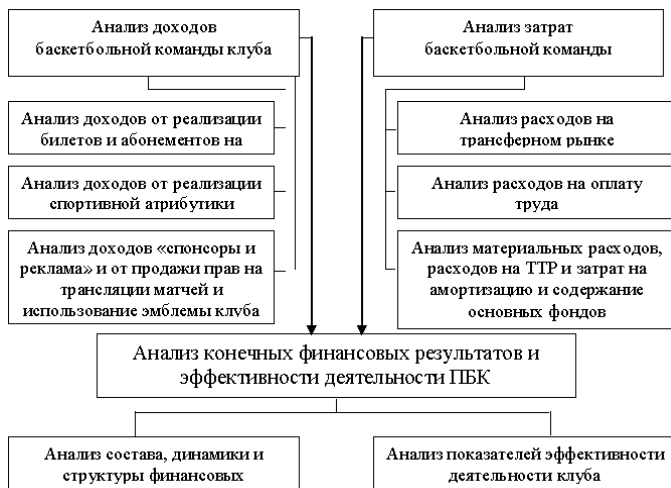 Анализ доходов
баскетбольной команды клуба
Анализ затрат
баскетбольной команды
Анализ доходов от реализации
билетов и абонементов на
Анализ расходов на
трансферном рынке
Анализ доходов от реализации
спортивной атрибутики
Анализ расходов на оплату
труда
Анализ доходов «спонсоры и
реклама» и от продажи прав на
трансляции матчей и
использование эмблемы клуба
Анализ материальных расходов,
расходов на ТТР и затрат на
амортизацию и содержание
основных фондов
Анализ конечных финансовых результатов и
эффективности деятельности ПБК
Анализ состава, динамики и
структуры финансовых
Анализ показателей эффективности
деятельности клуба